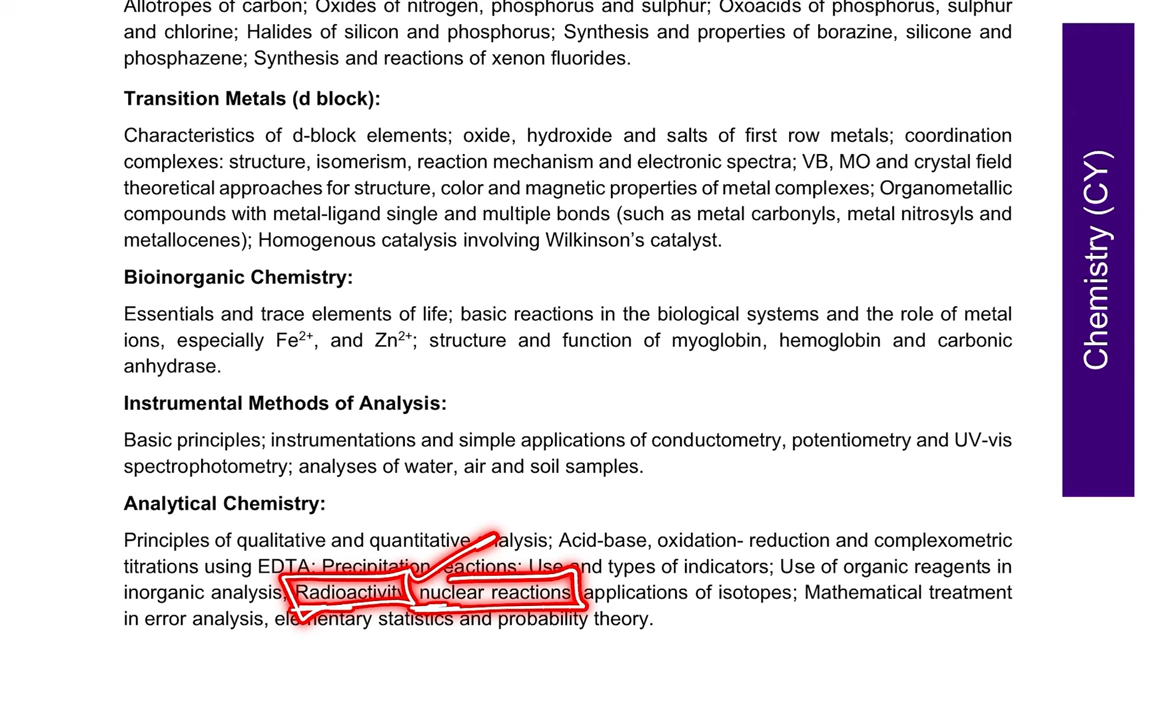 Allotropes of carbon; Oxides of nitrogen, phosphorus and sulphur; Oxoacids of phosphorus, sulphur
and chlorine; Halides of silicon and phosphorus; Synthesis and properties of borazine, silicone and
phosphazene; Synthesis and reactions of xenon fluorides.
Transition Metals (d block):
Characteristics of d-block elements; oxide, hydroxide and salts of first row metals; coordination
complexes: structure, isomerism, reaction mechanism and electronic spectra; VB, MO and crystal field
theoretical approaches for structure, color and magnetic properties of metal complexes; Organometallic
compounds with metal-ligand single and multiple bonds (such as metal carbonyls, metal nitrosyls and
metallocenes); Homogenous catalysis involving Wilkinson’s catalyst.
Bioinorganic Chemistry:
Essentials and trace elements of life; basic reactions in the biological systems and the role of metal
ions, especially Fe²⁺, and Zn²⁺; structure and function of myoglobin, hemoglobin and carbonic
anhydrase.
Instrumental Methods of Analysis:
Basic principles; instrumentations and simple applications of conductometry, potentiometry and UV-vis
spectrophotometry; analyses of water, air and soil samples.
Analytical Chemistry:
Principles of qualitative and quantitative analysis; Acid-base, oxidation- reduction and complexometric
titrations using EDTA; Precipitation reactions; Use and types of indicators; Use of organic reagents in
inorganic analysis; Radioactivity nuclear reactions applications of isotopes; Mathematical treatment
in error analysis, elementary statistics and probability theory.
Chemistry (CY)